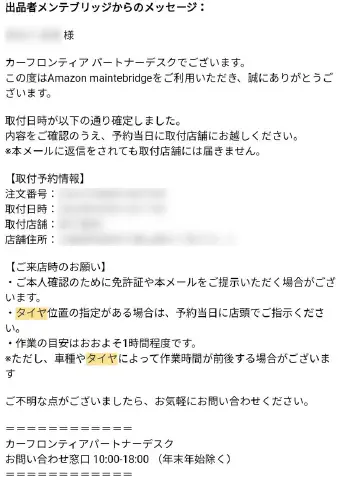 出品者メンテブリッジからのメッセージ：
様
カーフロンティア パートナーデスクでございます。
この度はAmazon maintebridgeをご利用いただき、誠にありがとうご
ざいます。
取付日時が以下の通り確定しました。
内容をご確認のうえ、予約当日に取付店舗にお越しください。
※本メールに返信をされても取付店舗には届きません。
【取付予約情報】
注文番号：
取付日時：
取付店舗：
店舗住所：
【ご来店時のお願い】
・ご本人確認のために免許証や本メールをご提示いただく場合がござ
います。
・タイヤ位置の指定がある場合は、予約当日に店頭でご指示くださ
い。
・作業の目安はおおよそ1時間程度です。
※ただし、車種やタイヤによって作業時間が前後する場合がございま
す
ご不明な点がございましたら、お気軽にお問い合わせください。
＝＝＝＝＝＝＝＝＝＝＝＝
カーフロンティアパートナーデスク
お問い合わせ窓口 10:00-18:00 （年末年始除く）
＝＝＝＝＝＝＝＝＝＝＝＝